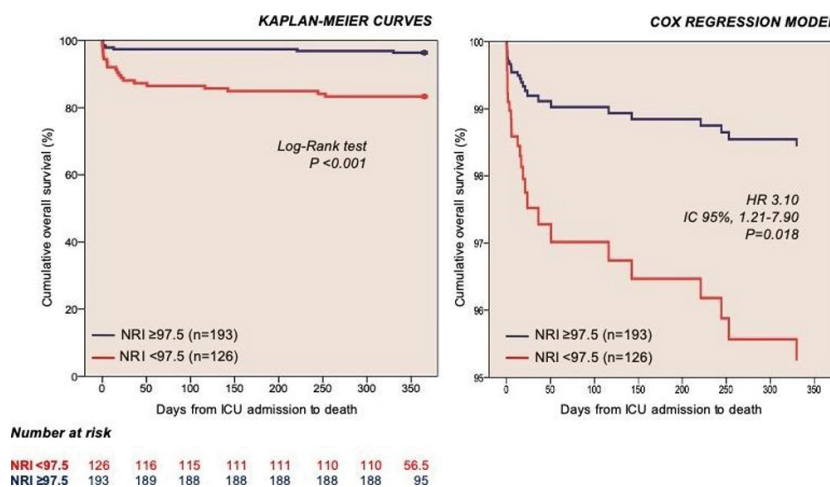 KAPLAN-MEIER CURVES
100
80
60
40
20
0
Cumulative overall survival (%)
Log-Rank test
P <0.001
NRI ≥97.5 (n=193)
NRI <97.5 (n=126)
0 50 100 150 200 250 300 350
Days from ICU admission to death
COX REGRESSION MODEL
100
99
98
97
96
95
Cumulative overall survival (%)
HR 3.10
IC 95%, 1.21-7.90
P=0.018
NRI ≥97.5 (n=193)
NRI <97.5 (n=126)
0 50 100 150 200 250 300 350
Days from ICU admission to death
Number at risk
NRI <97.5 126 116 115 111 111 110 110 56.5
NRI ≥97.5 193 189 188 188 188 188 188 95